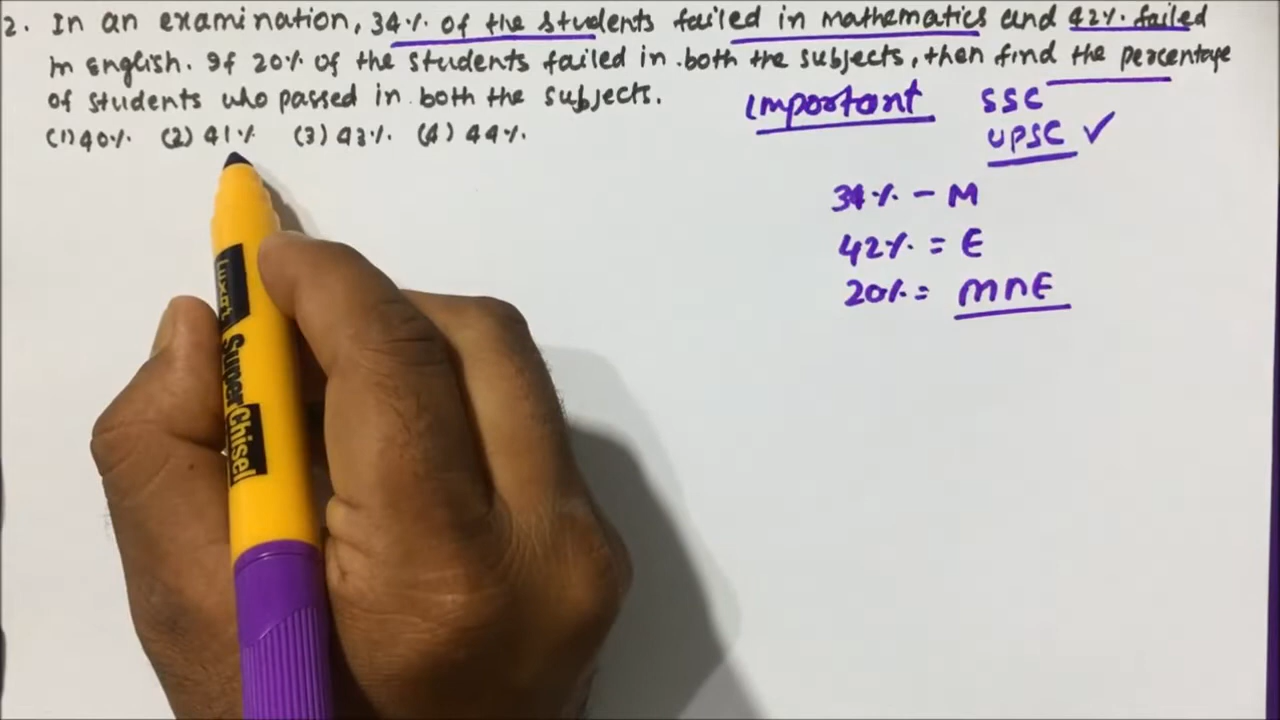 2. In an examination, 34% of the students failed in mathematics and 42% failed
in English. If 20% of the students failed in both the subjects, then find the percentage
of students who passed in both the subjects.
(1) 40% (2) 41% (3) 43% (4) 44%
Important SSC
UPSC ✓
34% - M
42% = E
20% = M∩E
Luxor SuperChisel